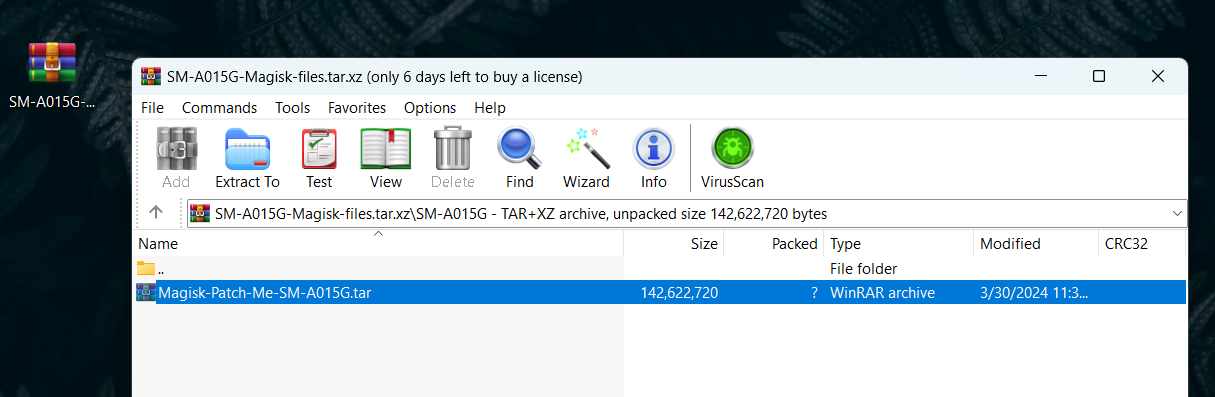 SM-A015G-...
SM-A015G-Magisk-files.tar.xz (only 6 days left to buy a license)
File Commands Tools Favorites Options Help
Add Extract To Test View Delete Find Wizard Info VirusScan
SM-A015G-Magisk-files.tar.xz\SM-A015G - TAR+XZ archive, unpacked size 142,622,720 bytes
Name Size Packed Type Modified CRC32
.. File folder
Magisk-Patch-Me-SM-A015G.tar 142,622,720 ? WinRAR archive 3/30/2024 11:3...